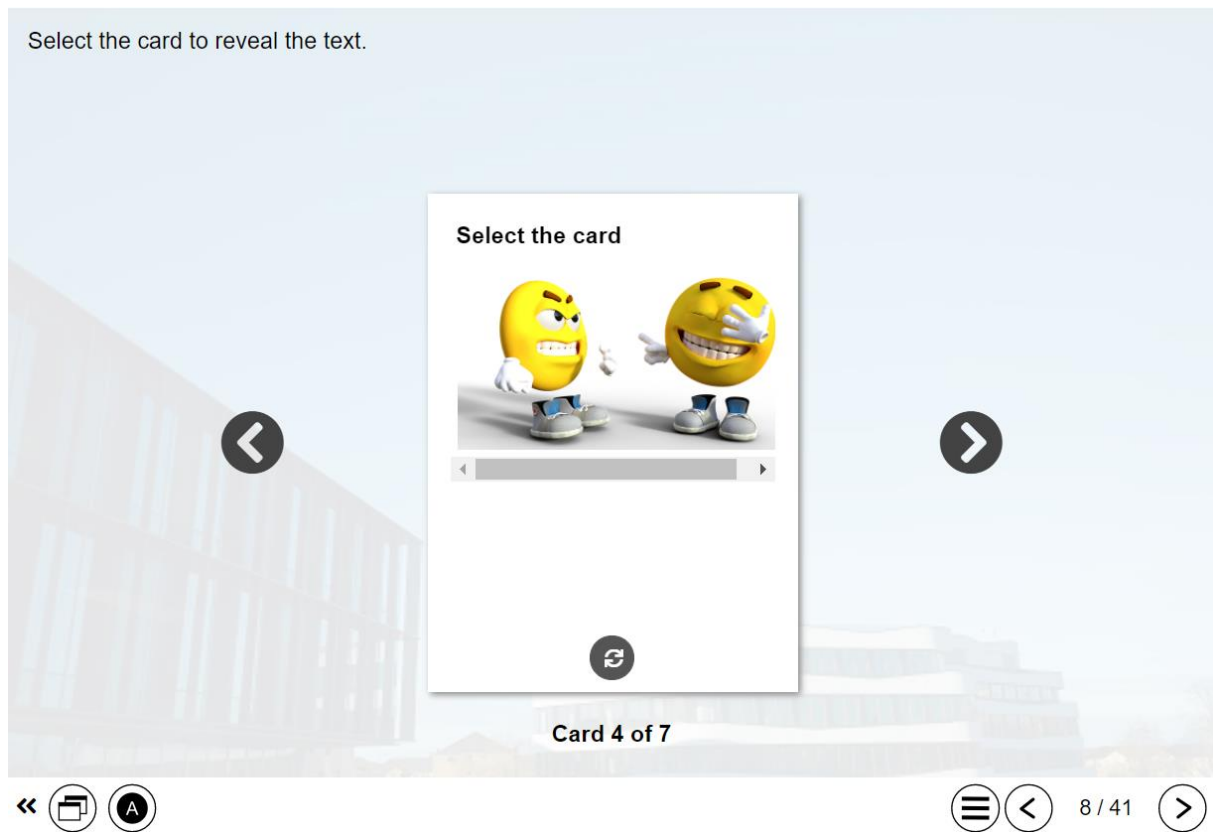 Select the card to reveal the text.
Select the card
Card 4 of 7
A
8 / 41